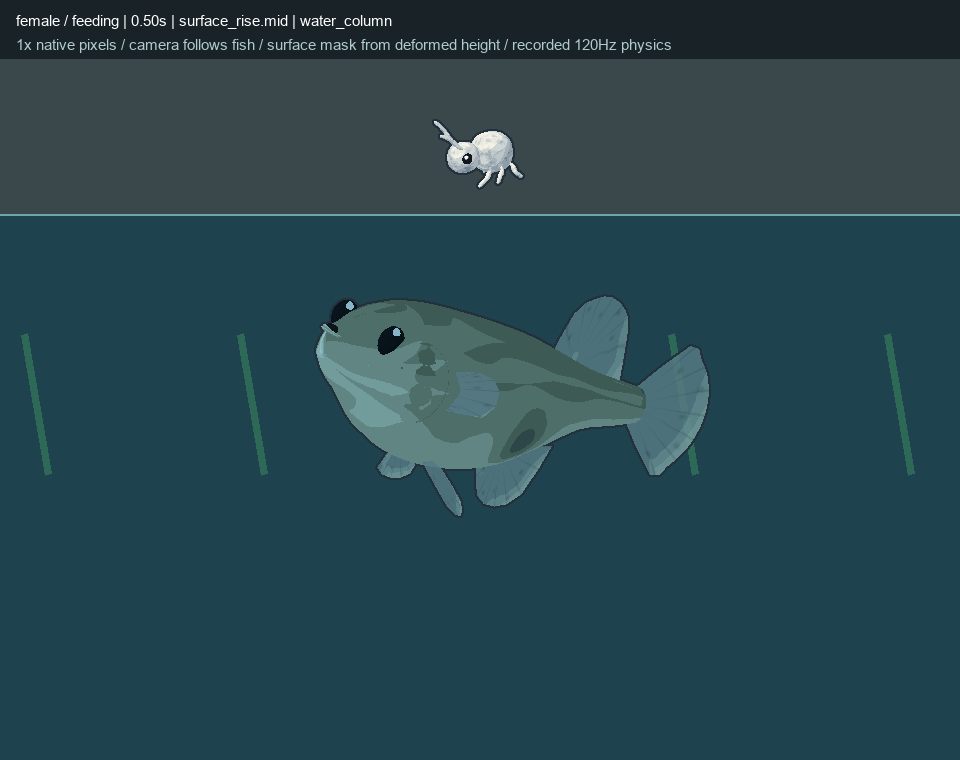 female / feeding | 0.50s | surface_rise.mid | water_column
1x native pixels / camera follows fish / surface mask from deformed height / recorded 120Hz physics